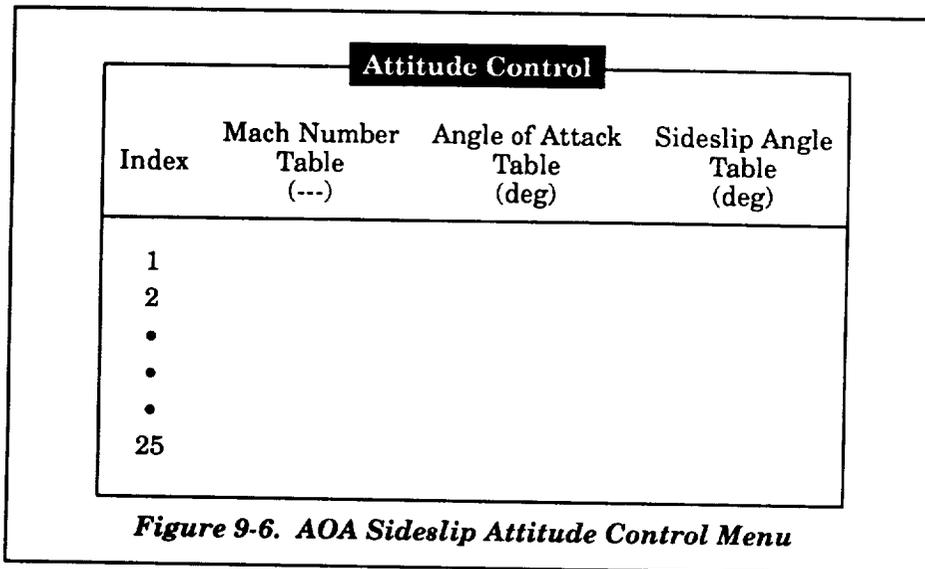 Attitude Control
Index
Mach Number
Table
(---)
Angle of Attack
Table
(deg)
Sideslip Angle
Table
(deg)
1
2
•
•
•
25
Figure 9-6. AOA Sideslip Attitude Control Menu